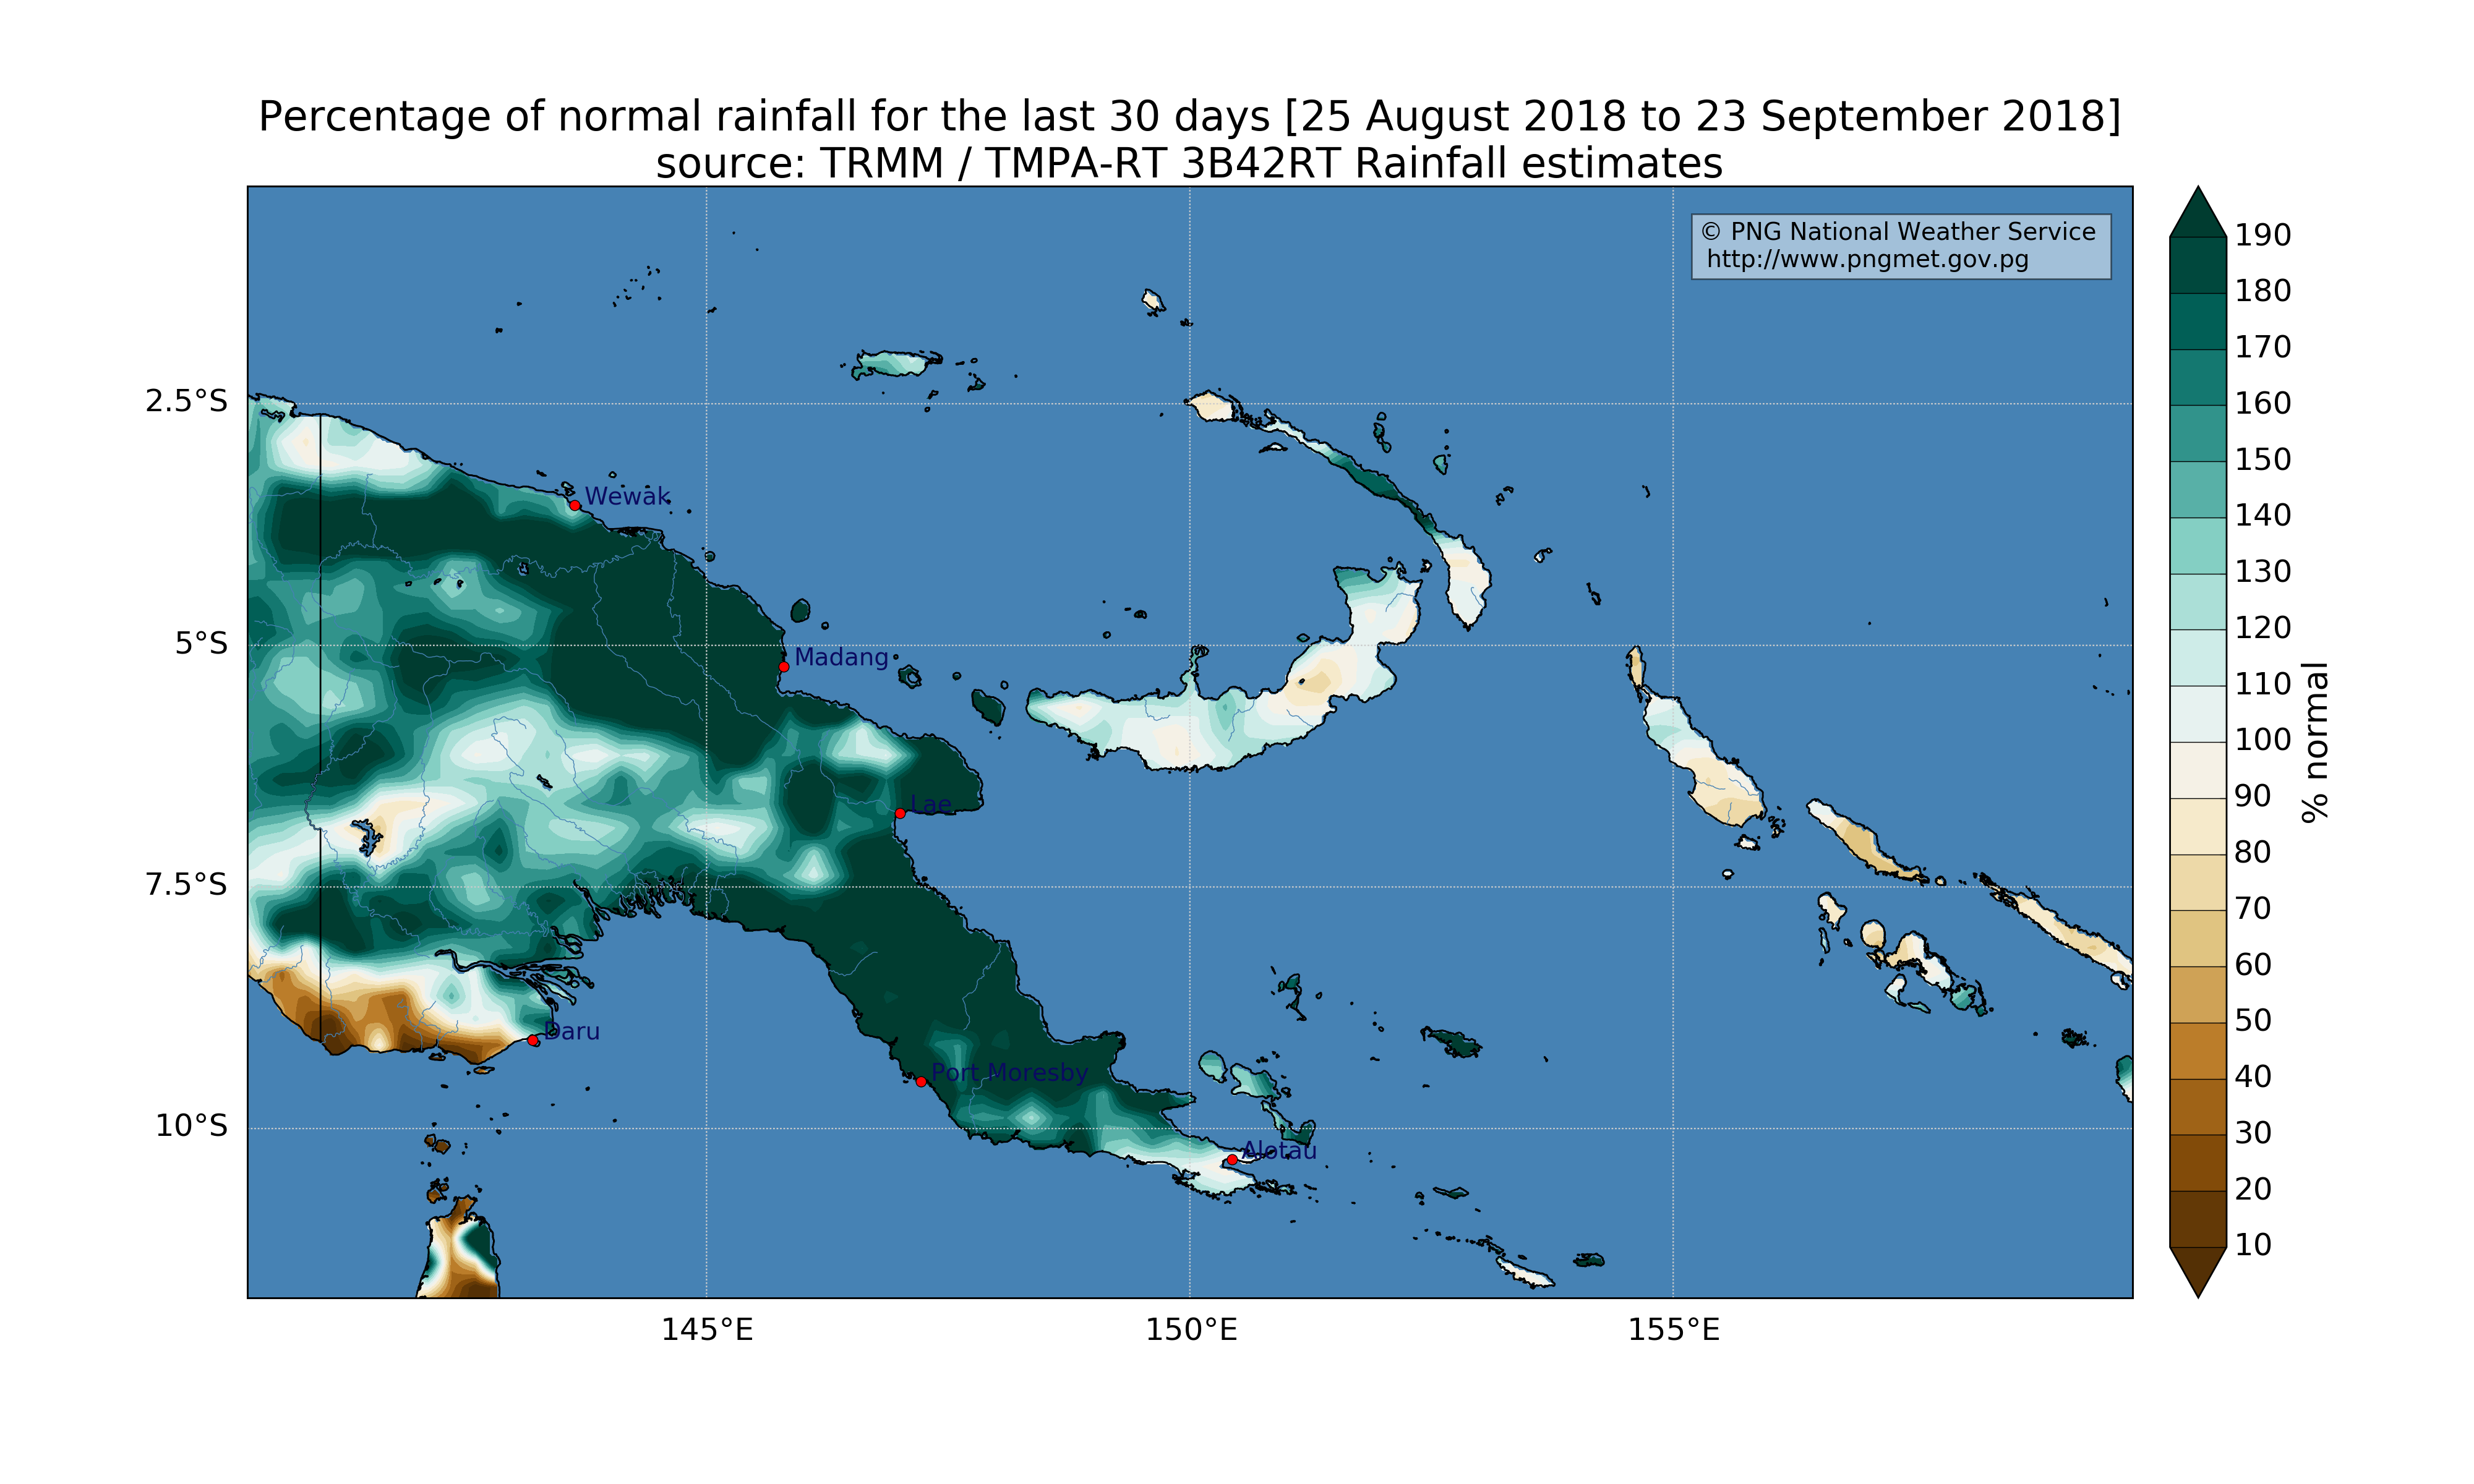 Percentage of normal rainfall for the last 30 days [25 August 2018 to 23 September 2018]
source: TRMM / TMPA-RT 3B42RT Rainfall estimates
© PNG National Weather Service
http://www.pngmet.gov.pg
2.5°S
5°S
7.5°S
10°S
Wewak
Madang
Lae
Daru
Port Moresby
Alotau
145°E
150°E
155°E
190
180
170
160
150
140
130
120
110
100
90
80
70
60
50
40
30
20
10
% normal